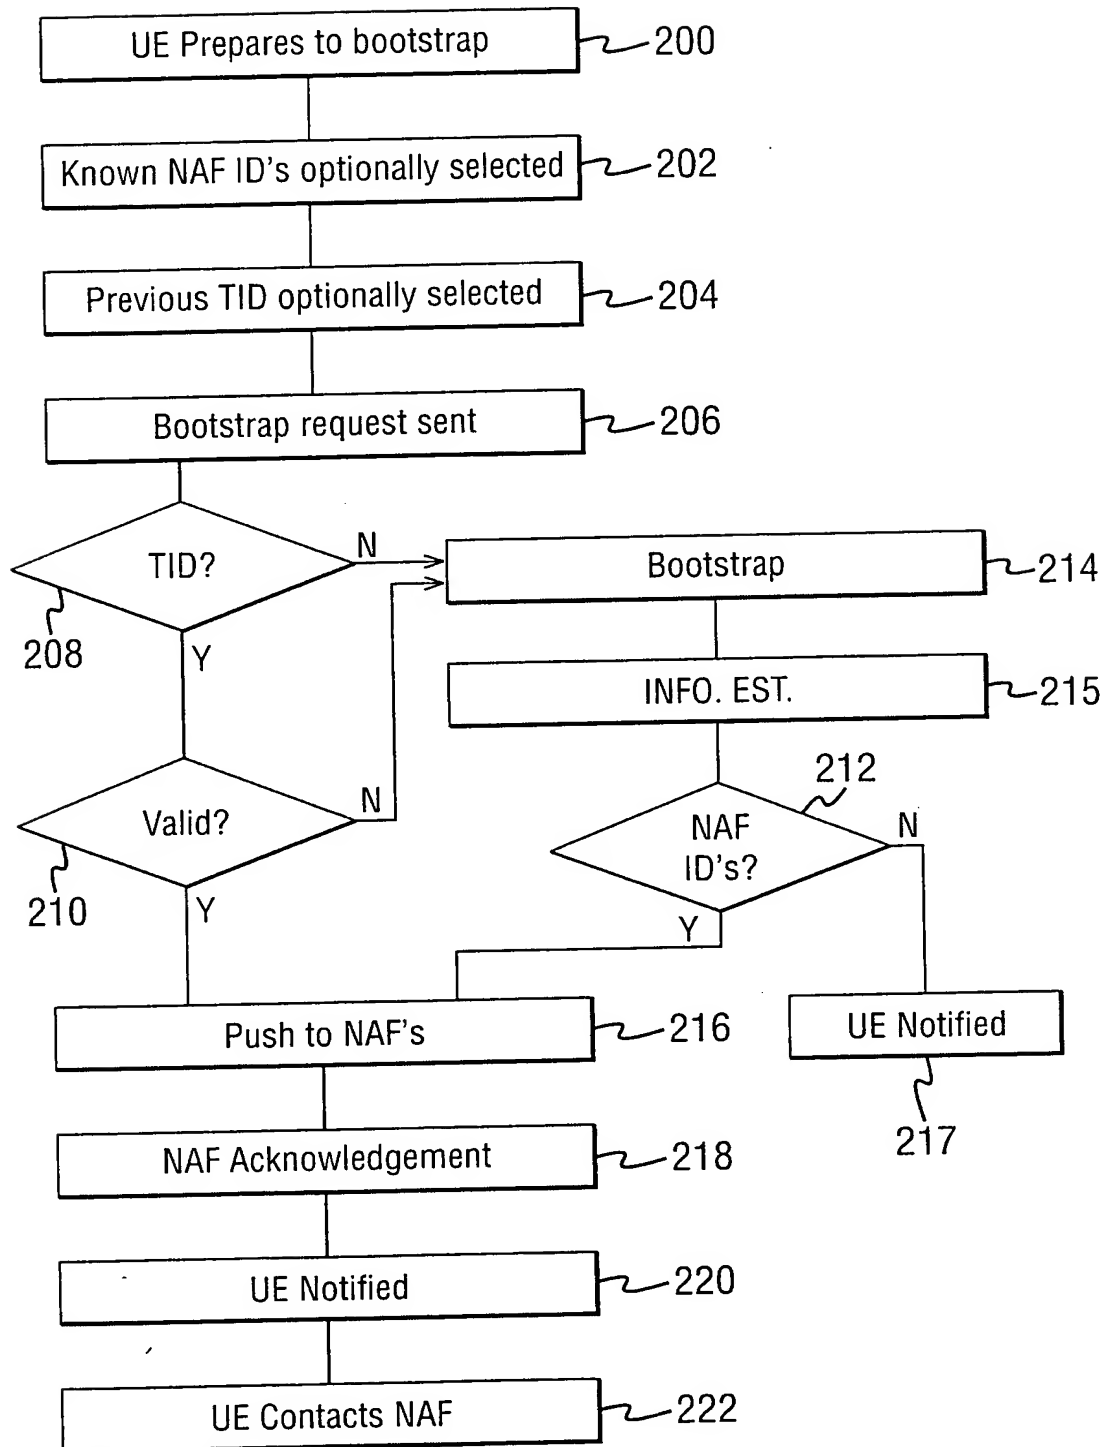 UE Prepares to bootstrap
200
Known NAF ID's optionally selected
202
Previous TID optionally selected
204
Bootstrap request sent
206
TID?
N
208
Y
Bootstrap
214
INFO. EST.
215
Valid?
N
210
Y
212
NAF
ID's?
N
Y
Push to NAF's
216
UE Notified
217
NAF Acknowledgement
218
UE Notified
220
UE Contacts NAF
222